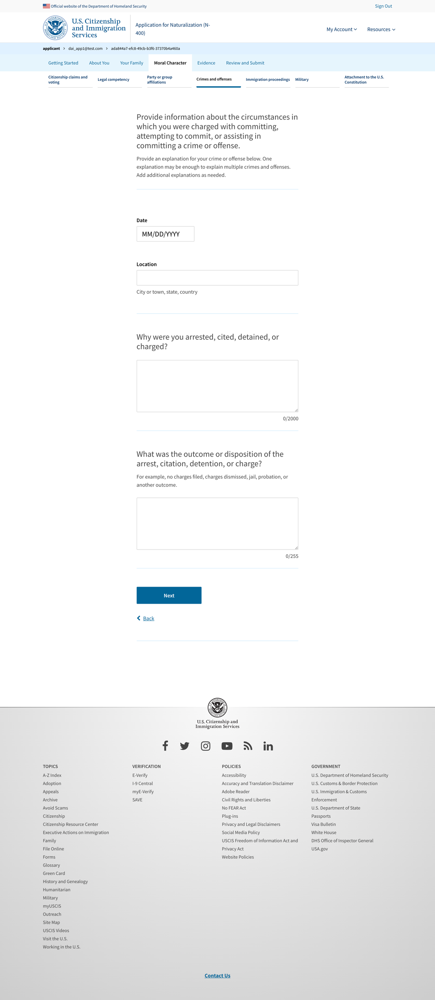 Official website of the Department of Homeland Security
Sign Out
U.S. Citizenship
and Immigration
Services
Application for Naturalization (N-
400)
My Account
Resources
applicant > dai_app1@test.com > ada844a7-efc8-49cb-b3f6-37370b4a460a
Getting Started
About You
Your Family
Moral Character
Evidence
Review and Submit
Citizenship claims and
voting
Legal competency
Party or group
affiliations
Crimes and offenses
Immigration proceedings
Military
Attachment to the U.S.
Constitution
Provide information about the circumstances in
which you were charged with committing,
attempting to commit, or assisting in
committing a crime or offense.
Provide an explanation for your crime or offense below. One
explanation may be enough to explain multiple crimes and offenses.
Add additional explanations as needed.
Date
MM/DD/YYYY
Location
City or town, state, country
Why were you arrested, cited, detained, or
charged?
0/2000
What was the outcome or disposition of the
arrest, citation, detention, or charge?
For example, no charges filed, charges dismissed, jail, probation, or
another outcome.
0/255
Next
Back
U.S. Citizenship and
Immigration Services
TOPICS
A-Z Index
Adoption
Appeals
Archive
Avoid Scams
Citizenship
Citizenship Resource Center
Executive Actions on Immigration
Family
File Online
Forms
Glossary
Green Card
History and Genealogy
Humanitarian
Military
myUSCIS
Outreach
Site Map
USCIS Videos
Visit the U.S.
Working in the U.S.
VERIFICATION
E-Verify
I-9 Central
myE-Verify
SAVE
POLICIES
Accessibility
Accuracy and Translation Disclaimer
Adobe Reader
Civil Rights and Liberties
No FEAR Act
Plug-ins
Privacy and Legal Disclaimers
Social Media Policy
USCIS Freedom of Information Act and
Privacy Act
Website Policies
GOVERNMENT
U.S. Department of Homeland Security
U.S. Customs & Border Protection
U.S. Immigration & Customs
Enforcement
U.S. Department of State
Passports
Visa Bulletin
White House
DHS Office of Inspector General
USA.gov
Contact Us